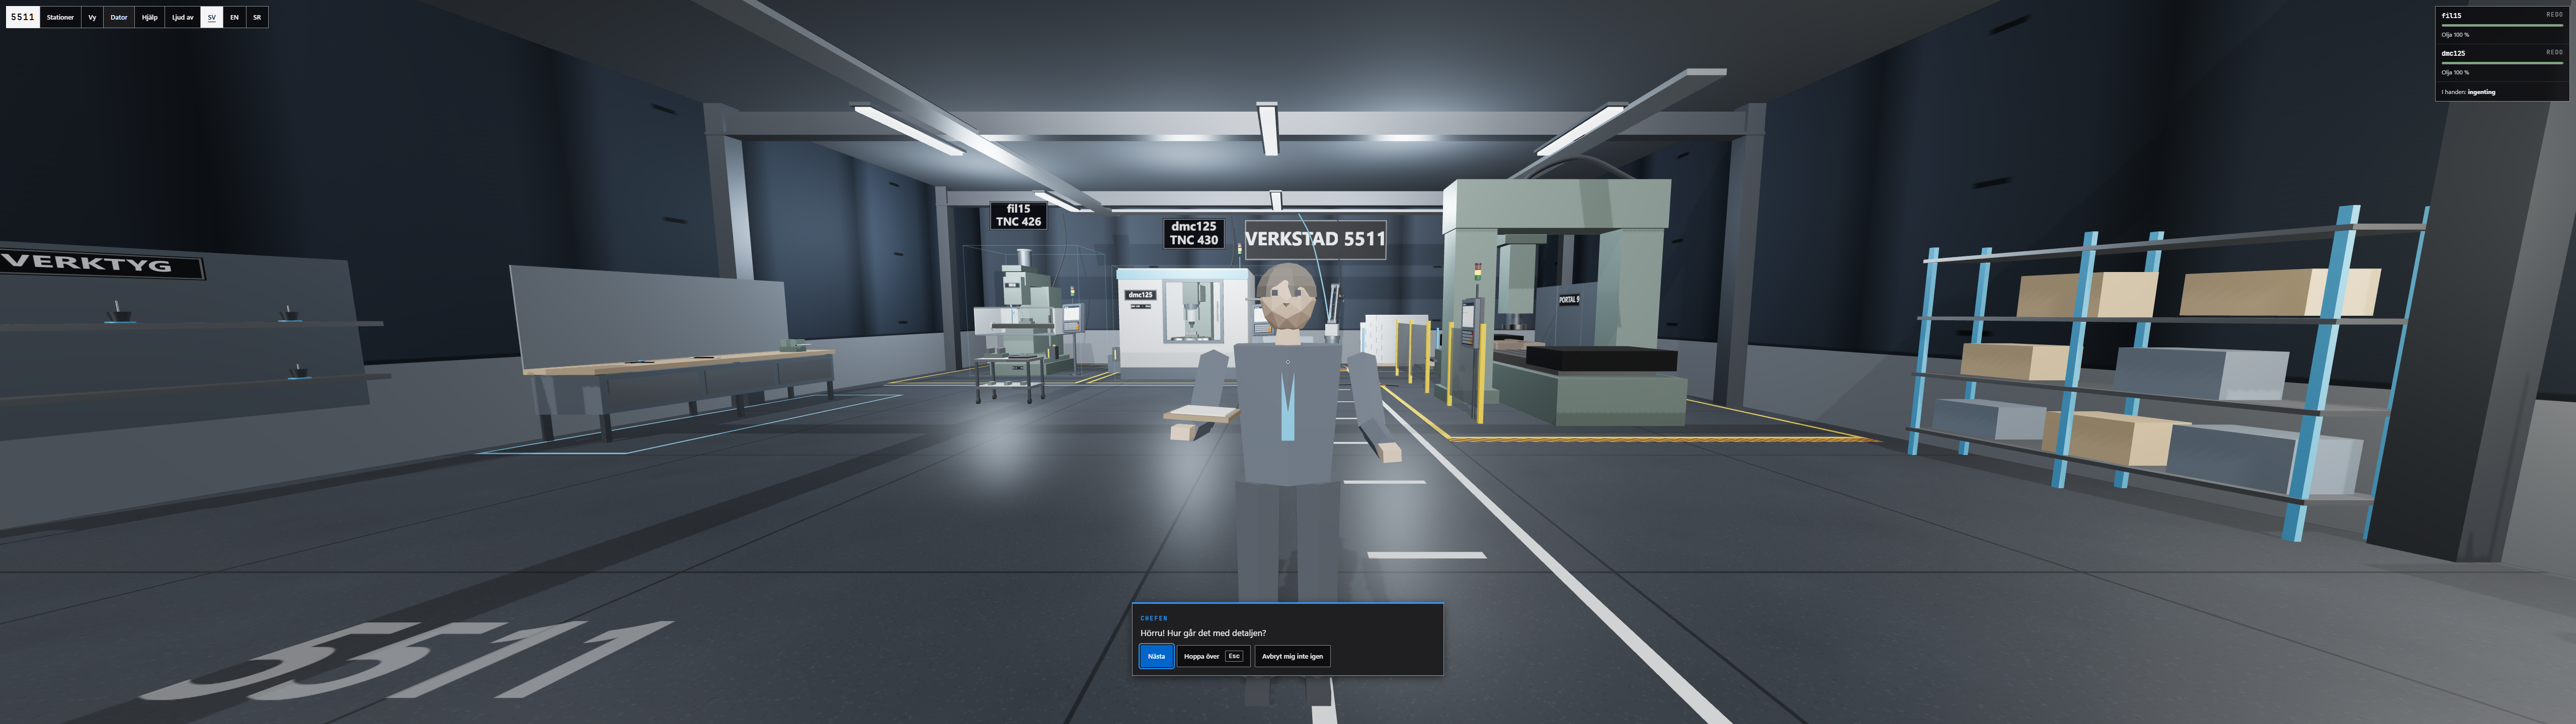 5511 Stationer Vy Dator Hjälp Ljud av SV EN SR
fil15 REDO
Olja 100 %
dmc125 REDO
Olja 100 %
I handen: ingenting
fil15
TNC 426
dmc125
TNC 430
VERKSTAD 5511
VERKTYG
dmc125
PORTAL 5
5511
CHEFEN
Hörru! Hur går det med detaljen?
Nästa
Hoppa över Esc
Avbryt mig inte igen